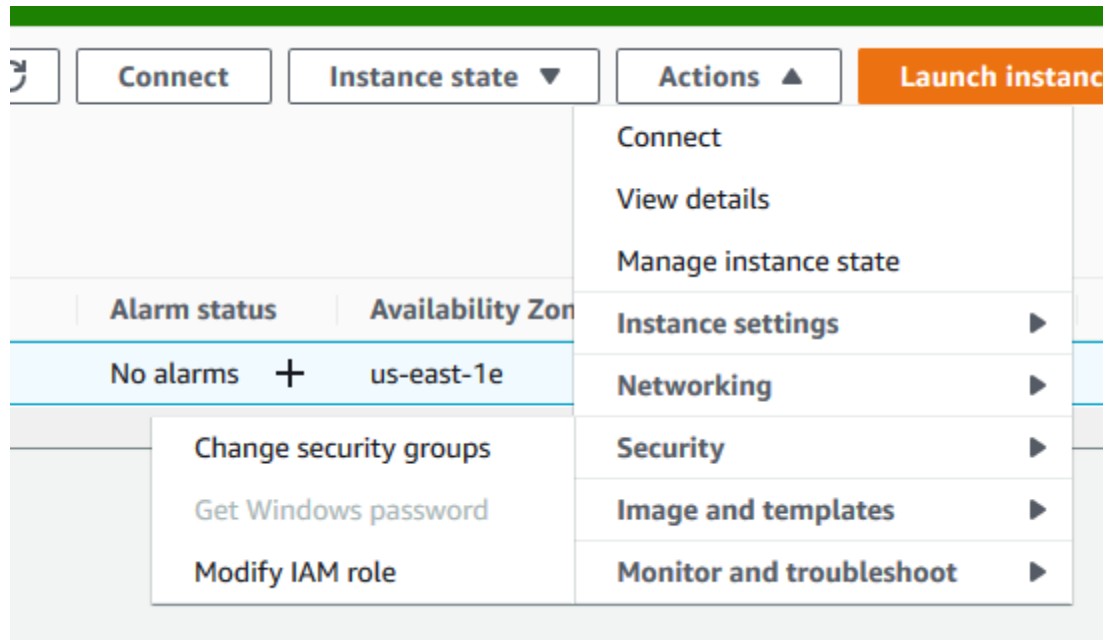 Connect
Instance state
Actions
Launch instanc
Connect
View details
Manage instance state
Alarm status
Availability Zon
Instance settings
No alarms
us-east-1e
Networking
Change security groups
Security
Get Windows password
Image and templates
Modify IAM role
Monitor and troubleshoot